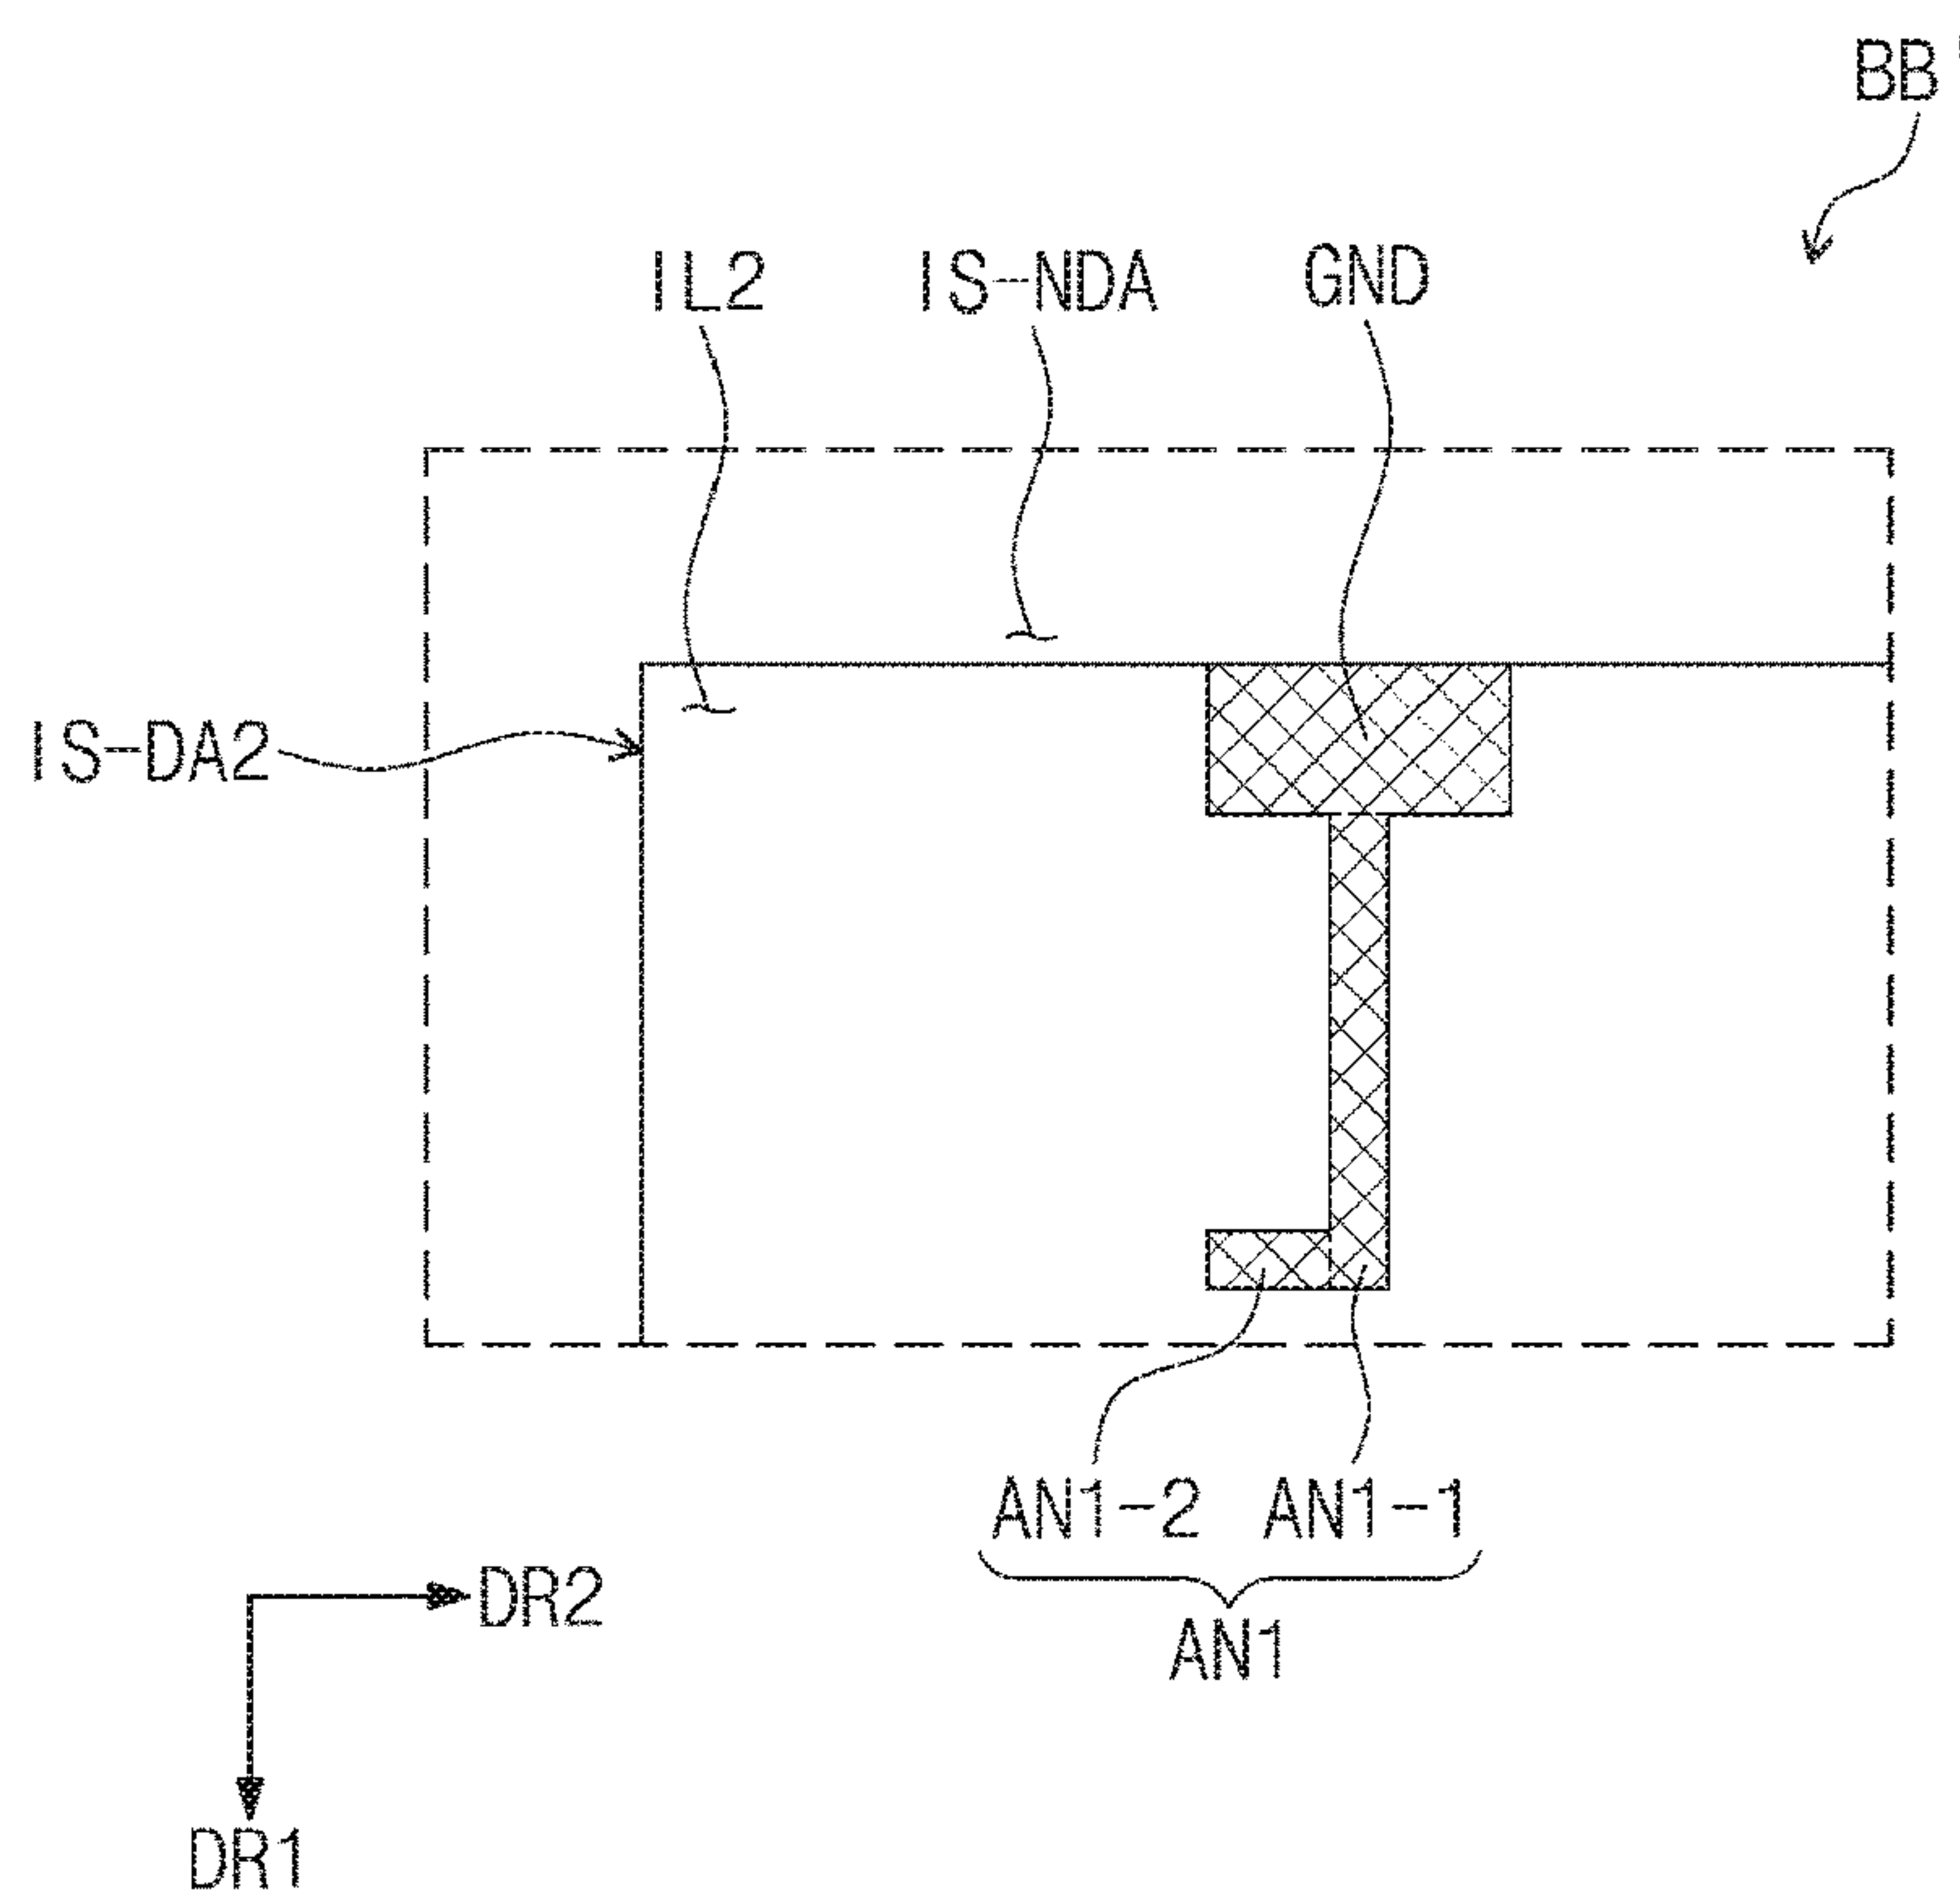 BB'
IL2 IS-NDA GND
IS-DA2
AN1-2 AN1-1
AN1
DR2
DR1